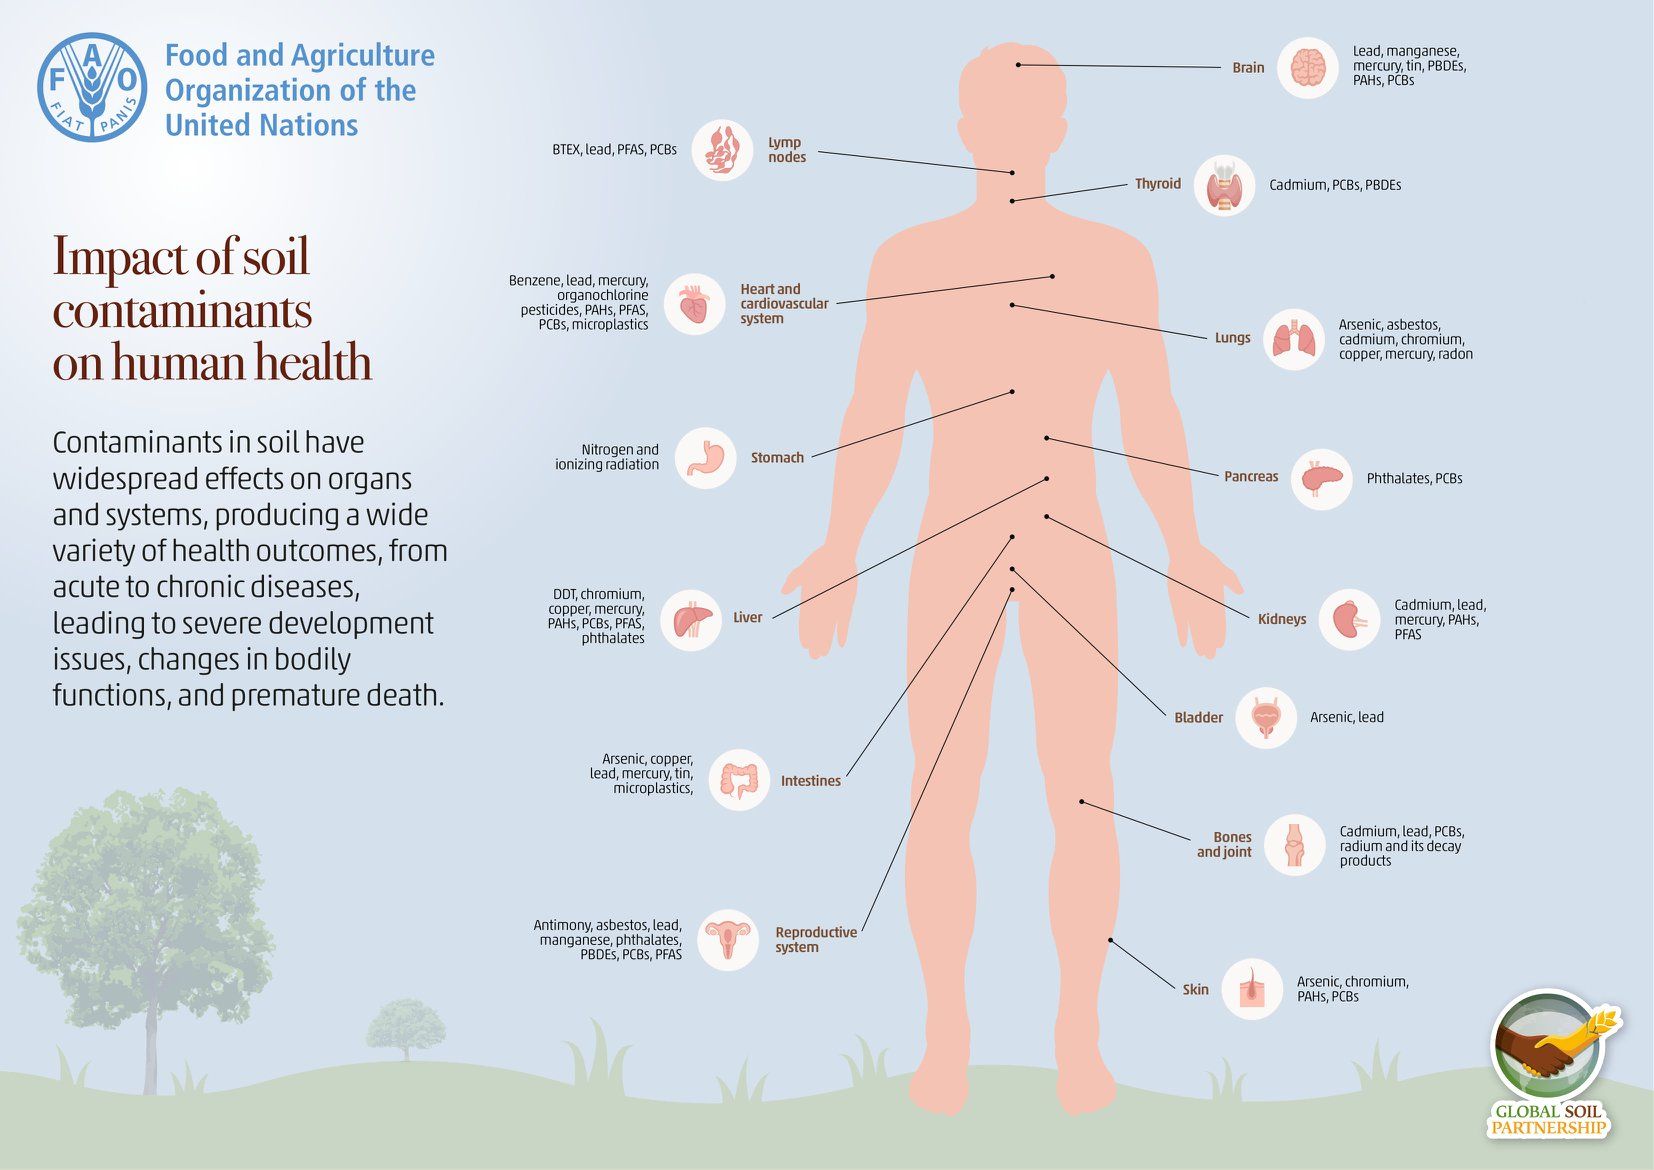 FAO
FIAT PANIS
Food and Agriculture
Organization of the
United Nations
Impact of soil
contaminants
on human health
Contaminants in soil have
widespread effects on organs
and systems, producing a wide
variety of health outcomes, from
acute to chronic diseases,
leading to severe development
issues, changes in bodily
functions, and premature death.
Brain
Lead, manganese,
mercury, tin, PBDEs,
PAHs, PCBs
BTEX, lead, PFAS, PCBs
Lymp
nodes
Thyroid
Cadmium, PCBs, PBDEs
Benzene, lead, mercury,
organochlorine
pesticides, PAHs, PFAS,
PCBs, microplastics
Heart and
cardiovascular
system
Lungs
Arsenic, asbestos,
cadmium, chromium,
copper, mercury, radon
Nitrogen and
ionizing radiation
Stomach
Pancreas
Phthalates, PCBs
DDT, chromium,
copper, mercury,
PAHs, PCBs, PFAS,
phthalates
Liver
Kidneys
Cadmium, lead,
mercury, PAHs,
PFAS
Bladder
Arsenic, lead
Arsenic, copper,
lead, mercury, tin,
microplastics,
Intestines
Bones
and joint
Cadmium, lead, PCBs,
radium and its decay
products
Antimony, asbestos, lead,
manganese, phthalates,
PBDEs, PCBs, PFAS
Reproductive
system
Skin
Arsenic, chromium,
PAHs, PCBs
GLOBAL SOIL
PARTNERSHIP